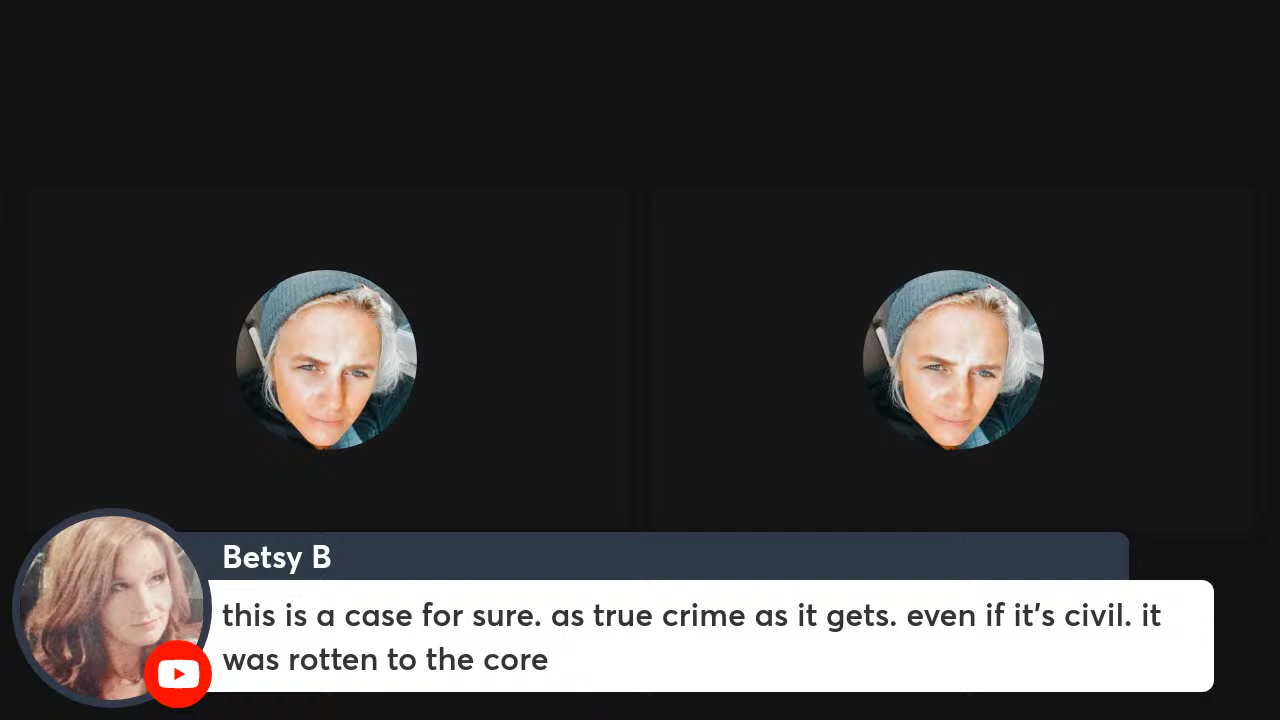 Betsy B
this is a case for sure. as true crime as it gets. even if it's civil. it
was rotten to the core